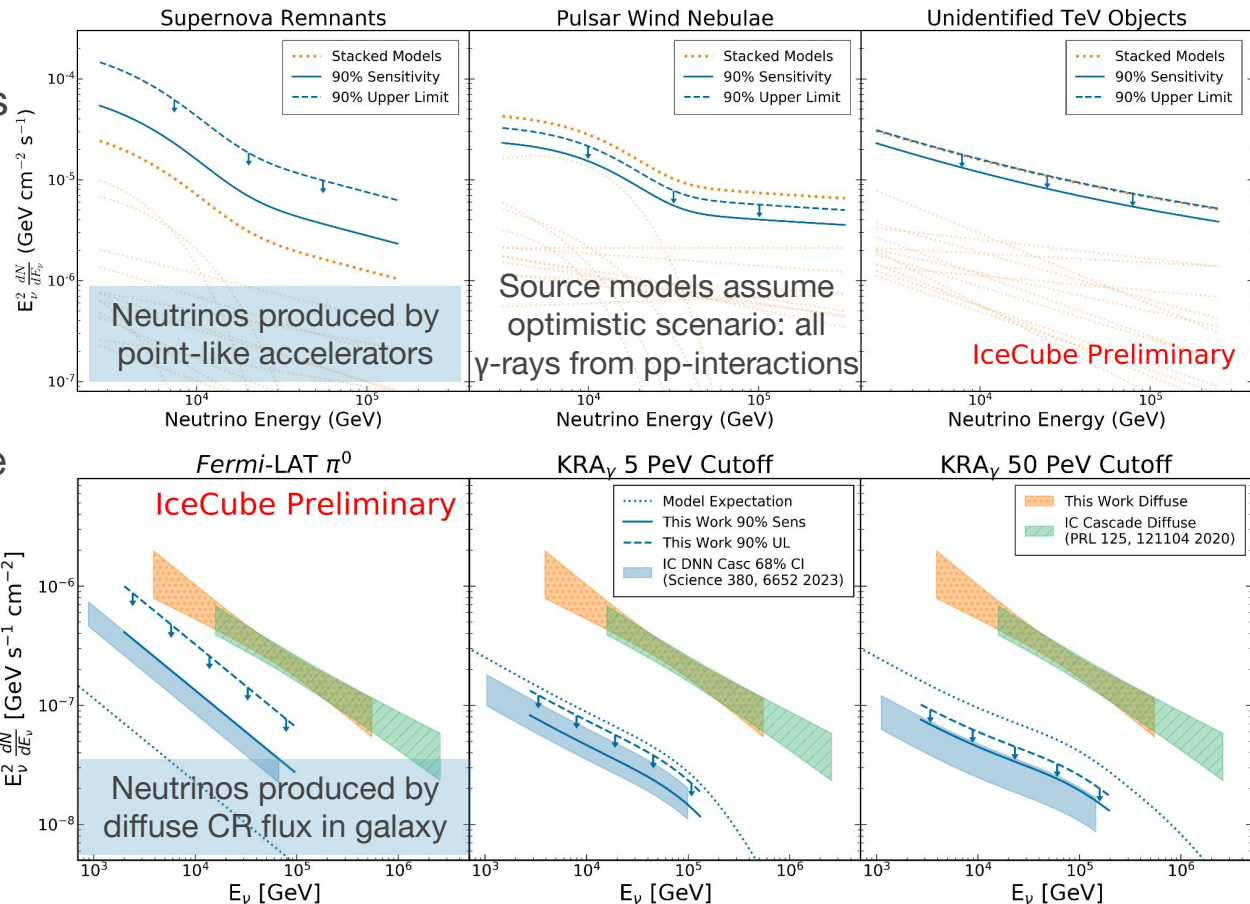 Supernova Remnants
Pulsar Wind Nebulae
Unidentified TeV Objects
s
E²ν dN/dEν (GeV cm⁻² s⁻¹)
10⁻⁴
10⁻⁵
10⁻⁶
10⁻⁷
Stacked Models
90% Sensitivity
90% Upper Limit
Stacked Models
90% Sensitivity
90% Upper Limit
Stacked Models
90% Sensitivity
90% Upper Limit
Neutrinos produced by
point-like accelerators
Source models assume
optimistic scenario: all
γ-rays from pp-interactions
IceCube Preliminary
10⁴
10⁵
10⁴
10⁵
10⁴
10⁵
Neutrino Energy (GeV)
Neutrino Energy (GeV)
Neutrino Energy (GeV)
e
Fermi-LAT π⁰
KRAγ 5 PeV Cutoff
KRAγ 50 PeV Cutoff
E²ν dN/dEν [GeV s⁻¹ cm⁻²]
10⁻⁶
10⁻⁷
10⁻⁸
IceCube Preliminary
Model Expectation
This Work 90% Sens
This Work 90% UL
IC DNN Casc 68% CI
(Science 380, 6652 2023)
This Work Diffuse
IC Cascade Diffuse
(PRL 125, 121104 2020)
Neutrinos produced by
diffuse CR flux in galaxy
10³
10⁴
10⁵
10⁶
10³
10⁴
10⁵
10⁶
10³
10⁴
10⁵
10⁶
Eν [GeV]
Eν [GeV]
Eν [GeV]